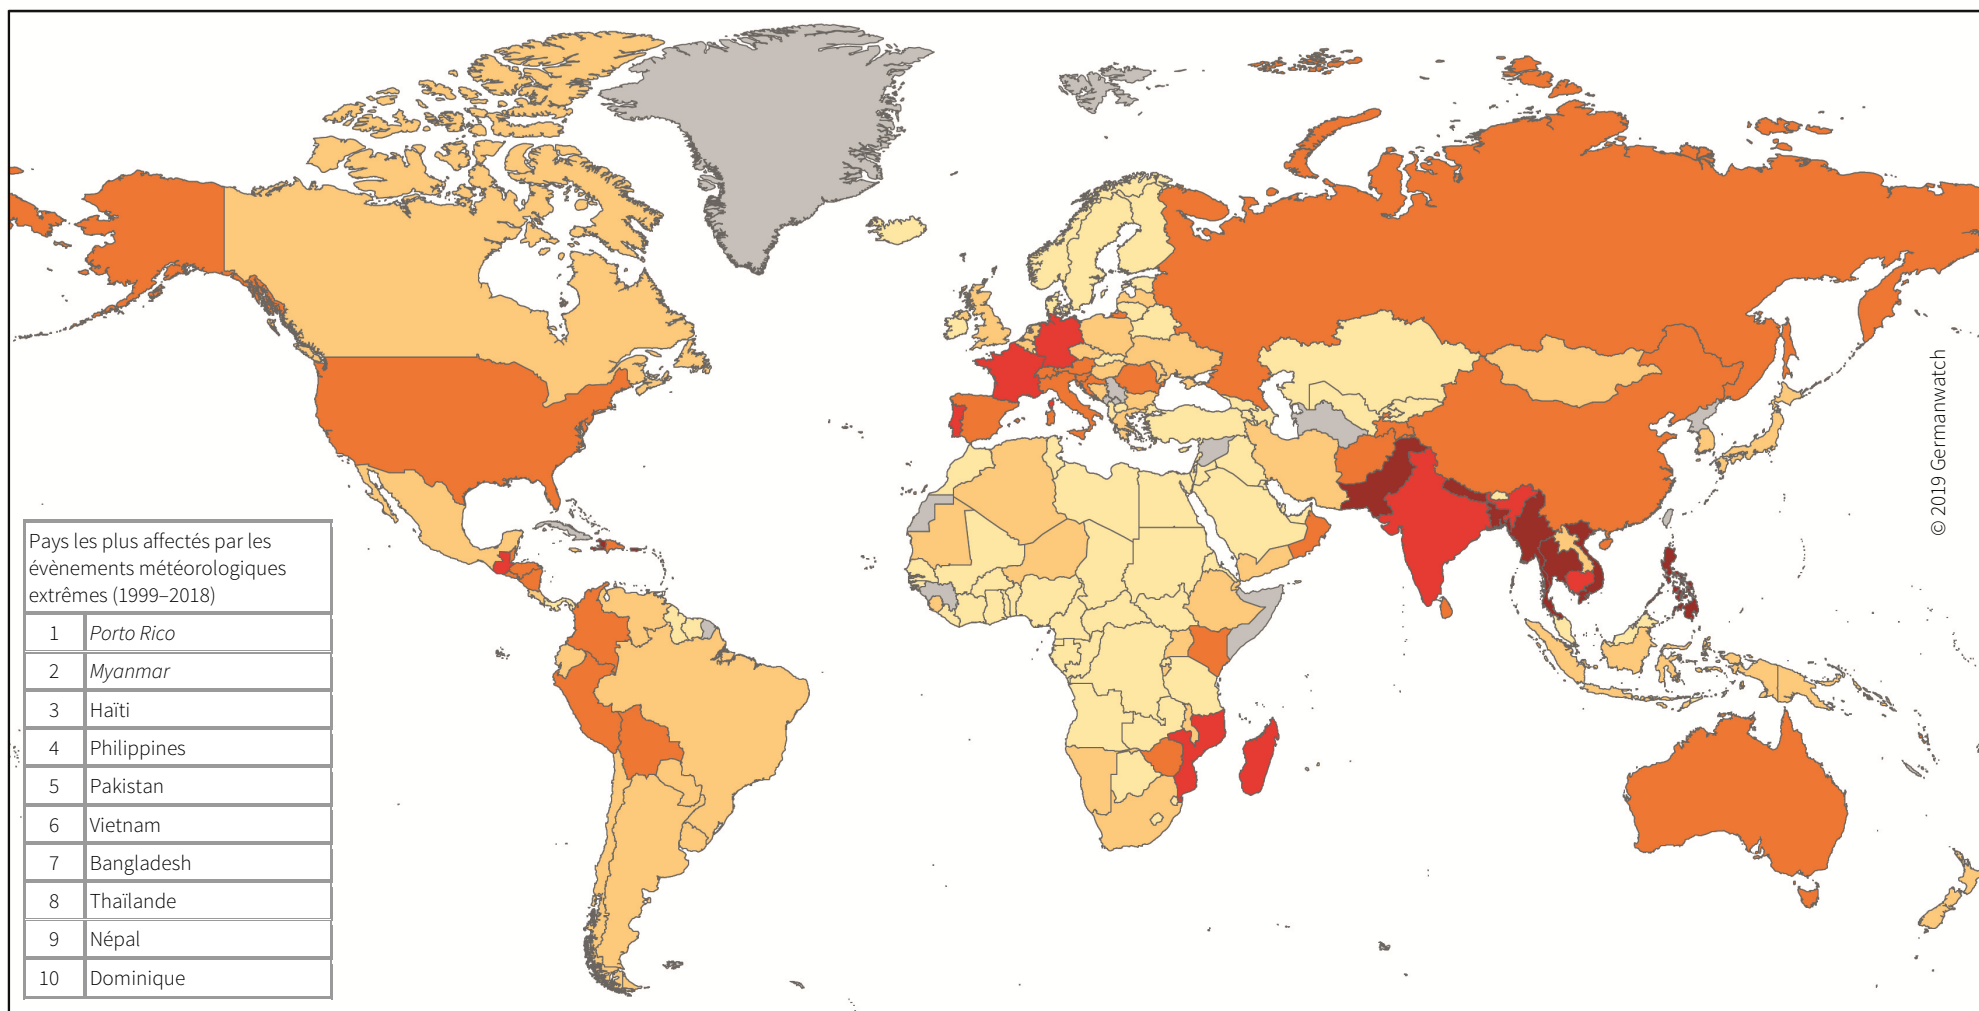 Pays les plus affectés par les
évènements météorologiques
extrêmes (1999–2018)
1 Porto Rico
2 Myanmar
3 Haïti
4 Philippines
5 Pakistan
6 Vietnam
7 Bangladesh
8 Thaïlande
9 Népal
10 Dominique
© 2019 Germanwatch